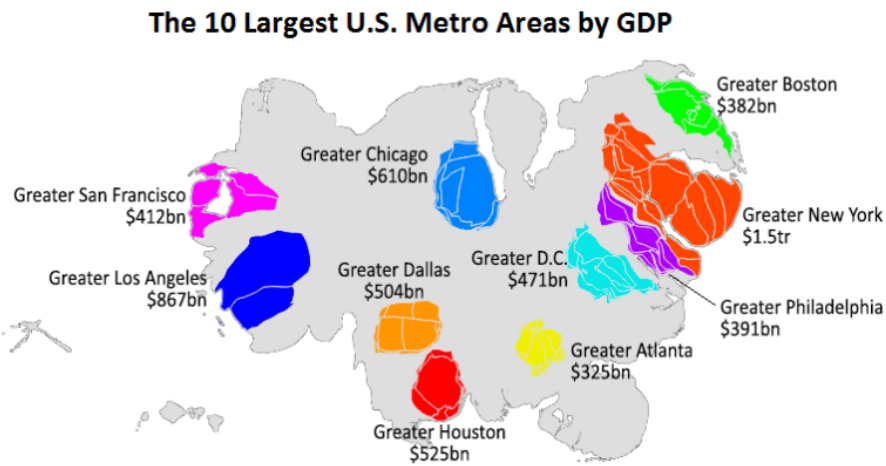 The 10 Largest U.S. Metro Areas by GDP
Greater Boston
$382bn
Greater Chicago
$610bn
Greater San Francisco
$412bn
Greater New York
$1.5tr
Greater D.C.
$471bn
Greater Los Angeles
$867bn
Greater Dallas
$504bn
Greater Philadelphia
$391bn
Greater Atlanta
$325bn
Greater Houston
$525bn